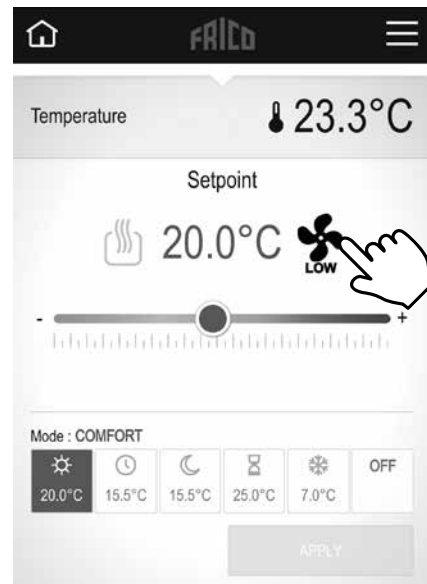 FRICO
Temperature 23.3°C
Setpoint
20.0°C
LOW
- +
Mode : COMFORT
20.0°C 15.5°C 15.5°C 25.0°C 7.0°C OFF
APPLY